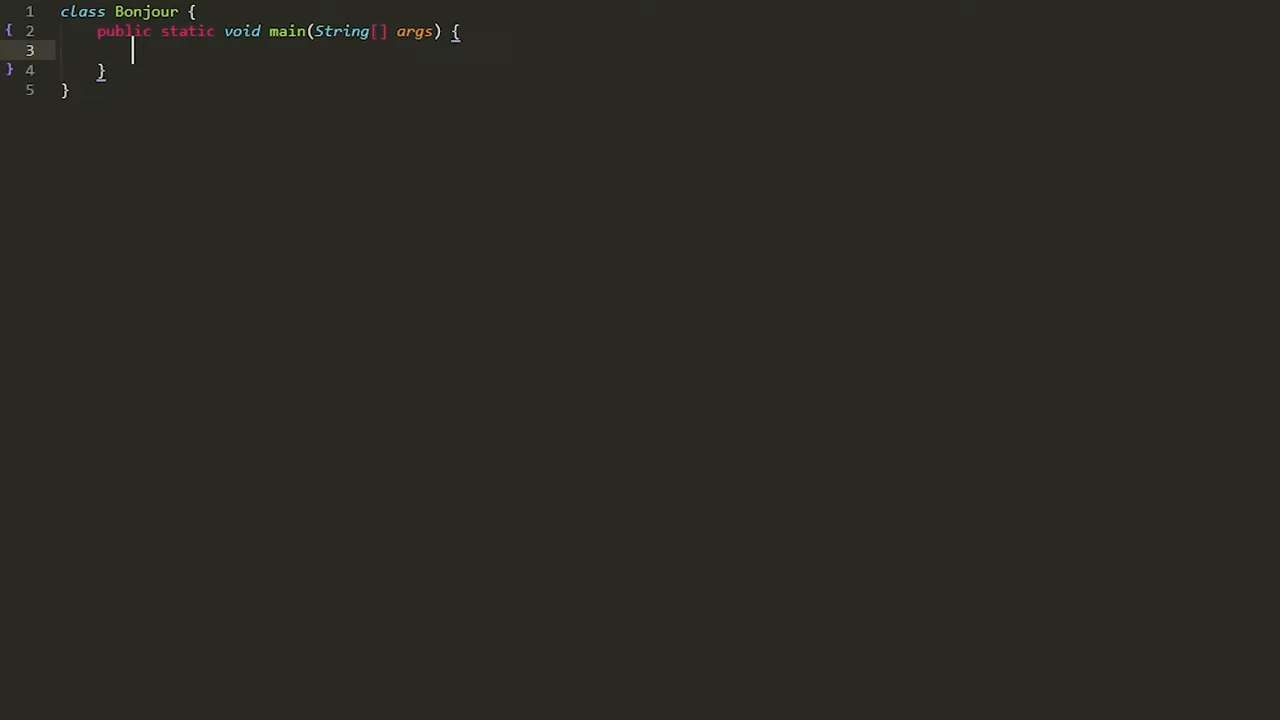 1 class Bonjour {
{ 2 public static void main(String[] args) {
3
} 4 }
5 }